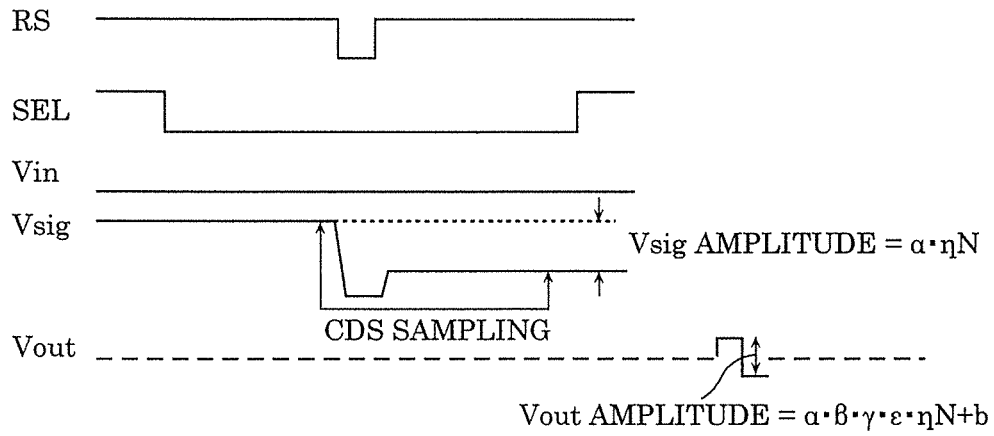 RS
SEL
Vin
Vsig
Vsig AMPLITUDE = α▪ηN
CDS SAMPLING
Vout
Vout AMPLITUDE = α▪β▪γ▪ε▪ηN+b